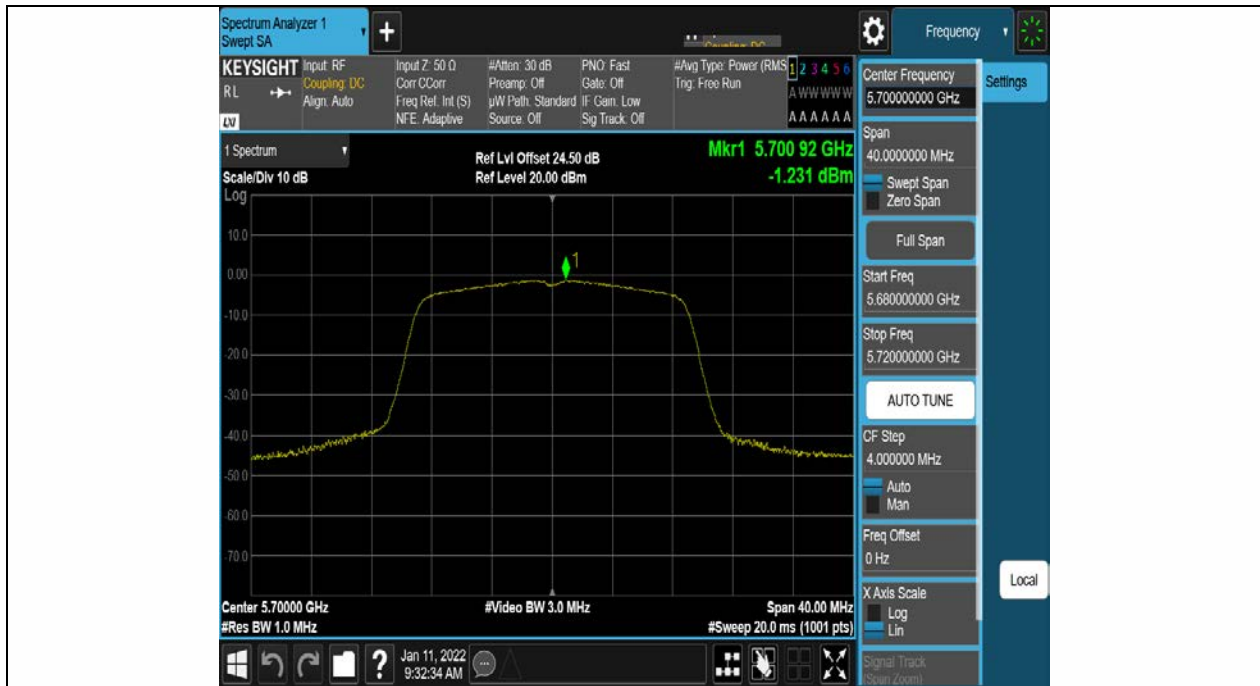 Spectrum Analyzer 1
Swept SA
Coupling: DC
Frequency
KEYSIGHT
RL
LXI
Input: RF
Coupling: DC
Align: Auto
Input Z: 50 Ω
Corr CCorr
Freq Ref: Int (S)
NFE: Adaptive
#Atten: 30 dB
Preamp: Off
µW Path: Standard
Source: Off
PNO: Fast
Gate: Off
IF Gain: Low
Sig Track: Off
#Avg Type: Power (RMS
Trig: Free Run
1 2 3 4 5 6
A W W W W W
A A A A A A
1 Spectrum
Scale/Div 10 dB
Ref Lvl Offset 24.50 dB
Ref Level 20.00 dBm
Mkr1 5.700 92 GHz
-1.231 dBm
Log
10.0
0.00
-10.0
-20.0
-30.0
-40.0
-50.0
-60.0
-70.0
1
Center 5.70000 GHz
#Res BW 1.0 MHz
#Video BW 3.0 MHz
Span 40.00 MHz
#Sweep 20.0 ms (1001 pts)
Jan 11, 2022
9:32:34 AM
?
Center Frequency
5.700000000 GHz
Settings
Span
40.0000000 MHz
Swept Span
Zero Span
Full Span
Start Freq
5.680000000 GHz
Stop Freq
5.720000000 GHz
AUTO TUNE
CF Step
4.000000 MHz
Auto
Man
Freq Offset
0 Hz
X Axis Scale
Log
Lin
Local
Signal Track
(Span Zoom)